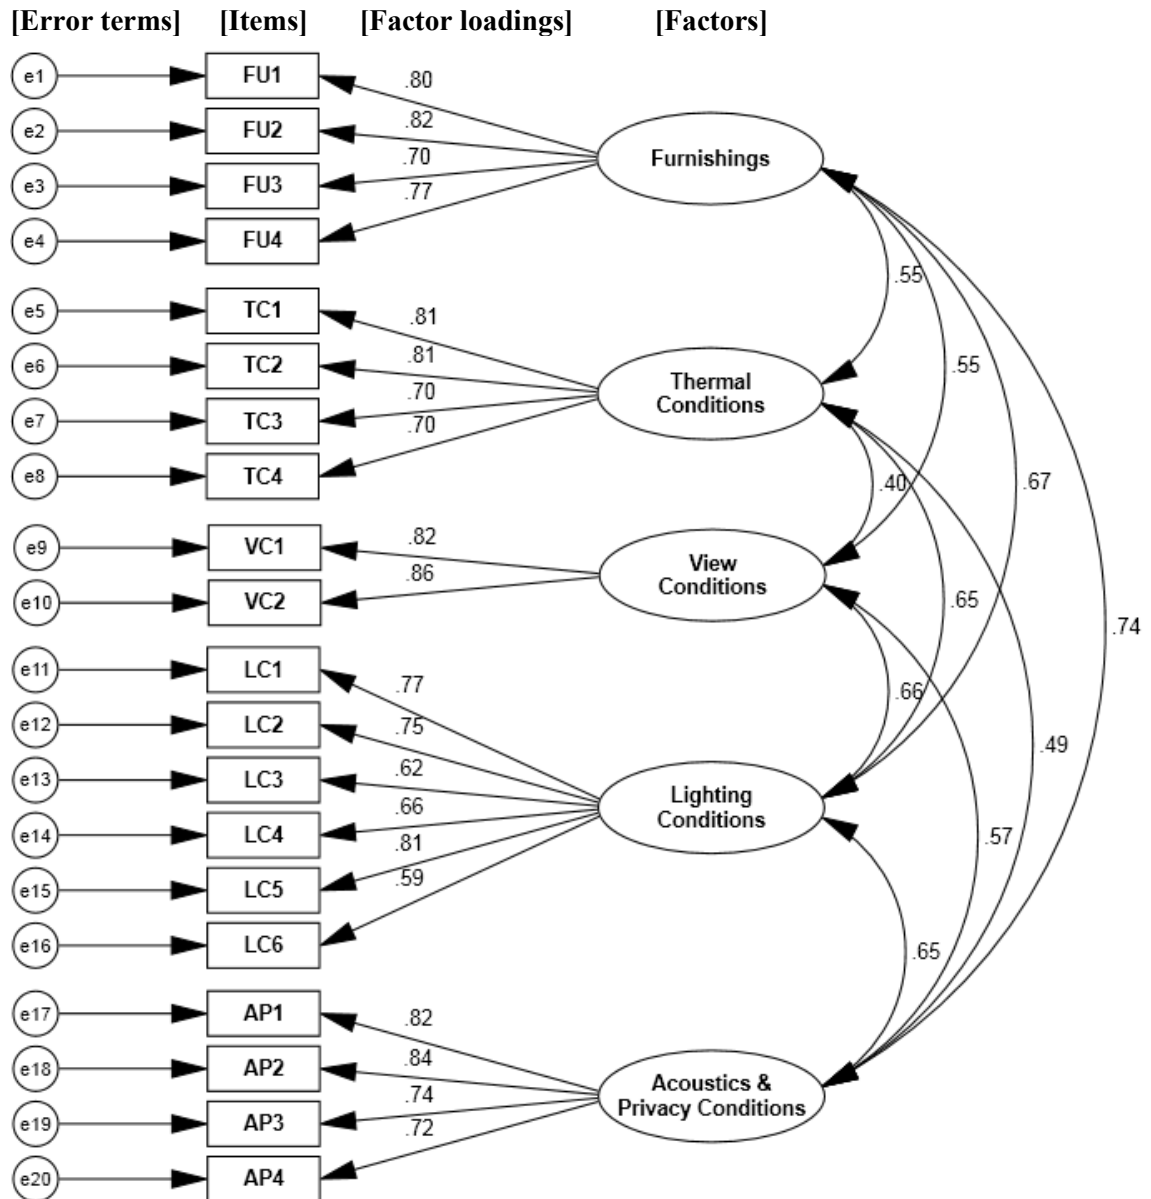 [Error terms] [Items] [Factor loadings] [Factors]
e1 FU1 .80
e2 FU2 .82
e3 FU3 .70
e4 FU4 .77
Furnishings
e5 TC1 .81
e6 TC2 .81
e7 TC3 .70
e8 TC4 .70
Thermal
Conditions
e9 VC1 .82
e10 VC2 .86
View
Conditions
e11 LC1 .77
e12 LC2 .75
e13 LC3 .62
e14 LC4 .66
e15 LC5 .81
e16 LC6 .59
Lighting
Conditions
e17 AP1 .82
e18 AP2 .84
e19 AP3 .74
e20 AP4 .72
Acoustics &
Privacy Conditions
.55
.55
.40
.67
.65
.74
.66
.49
.57
.65